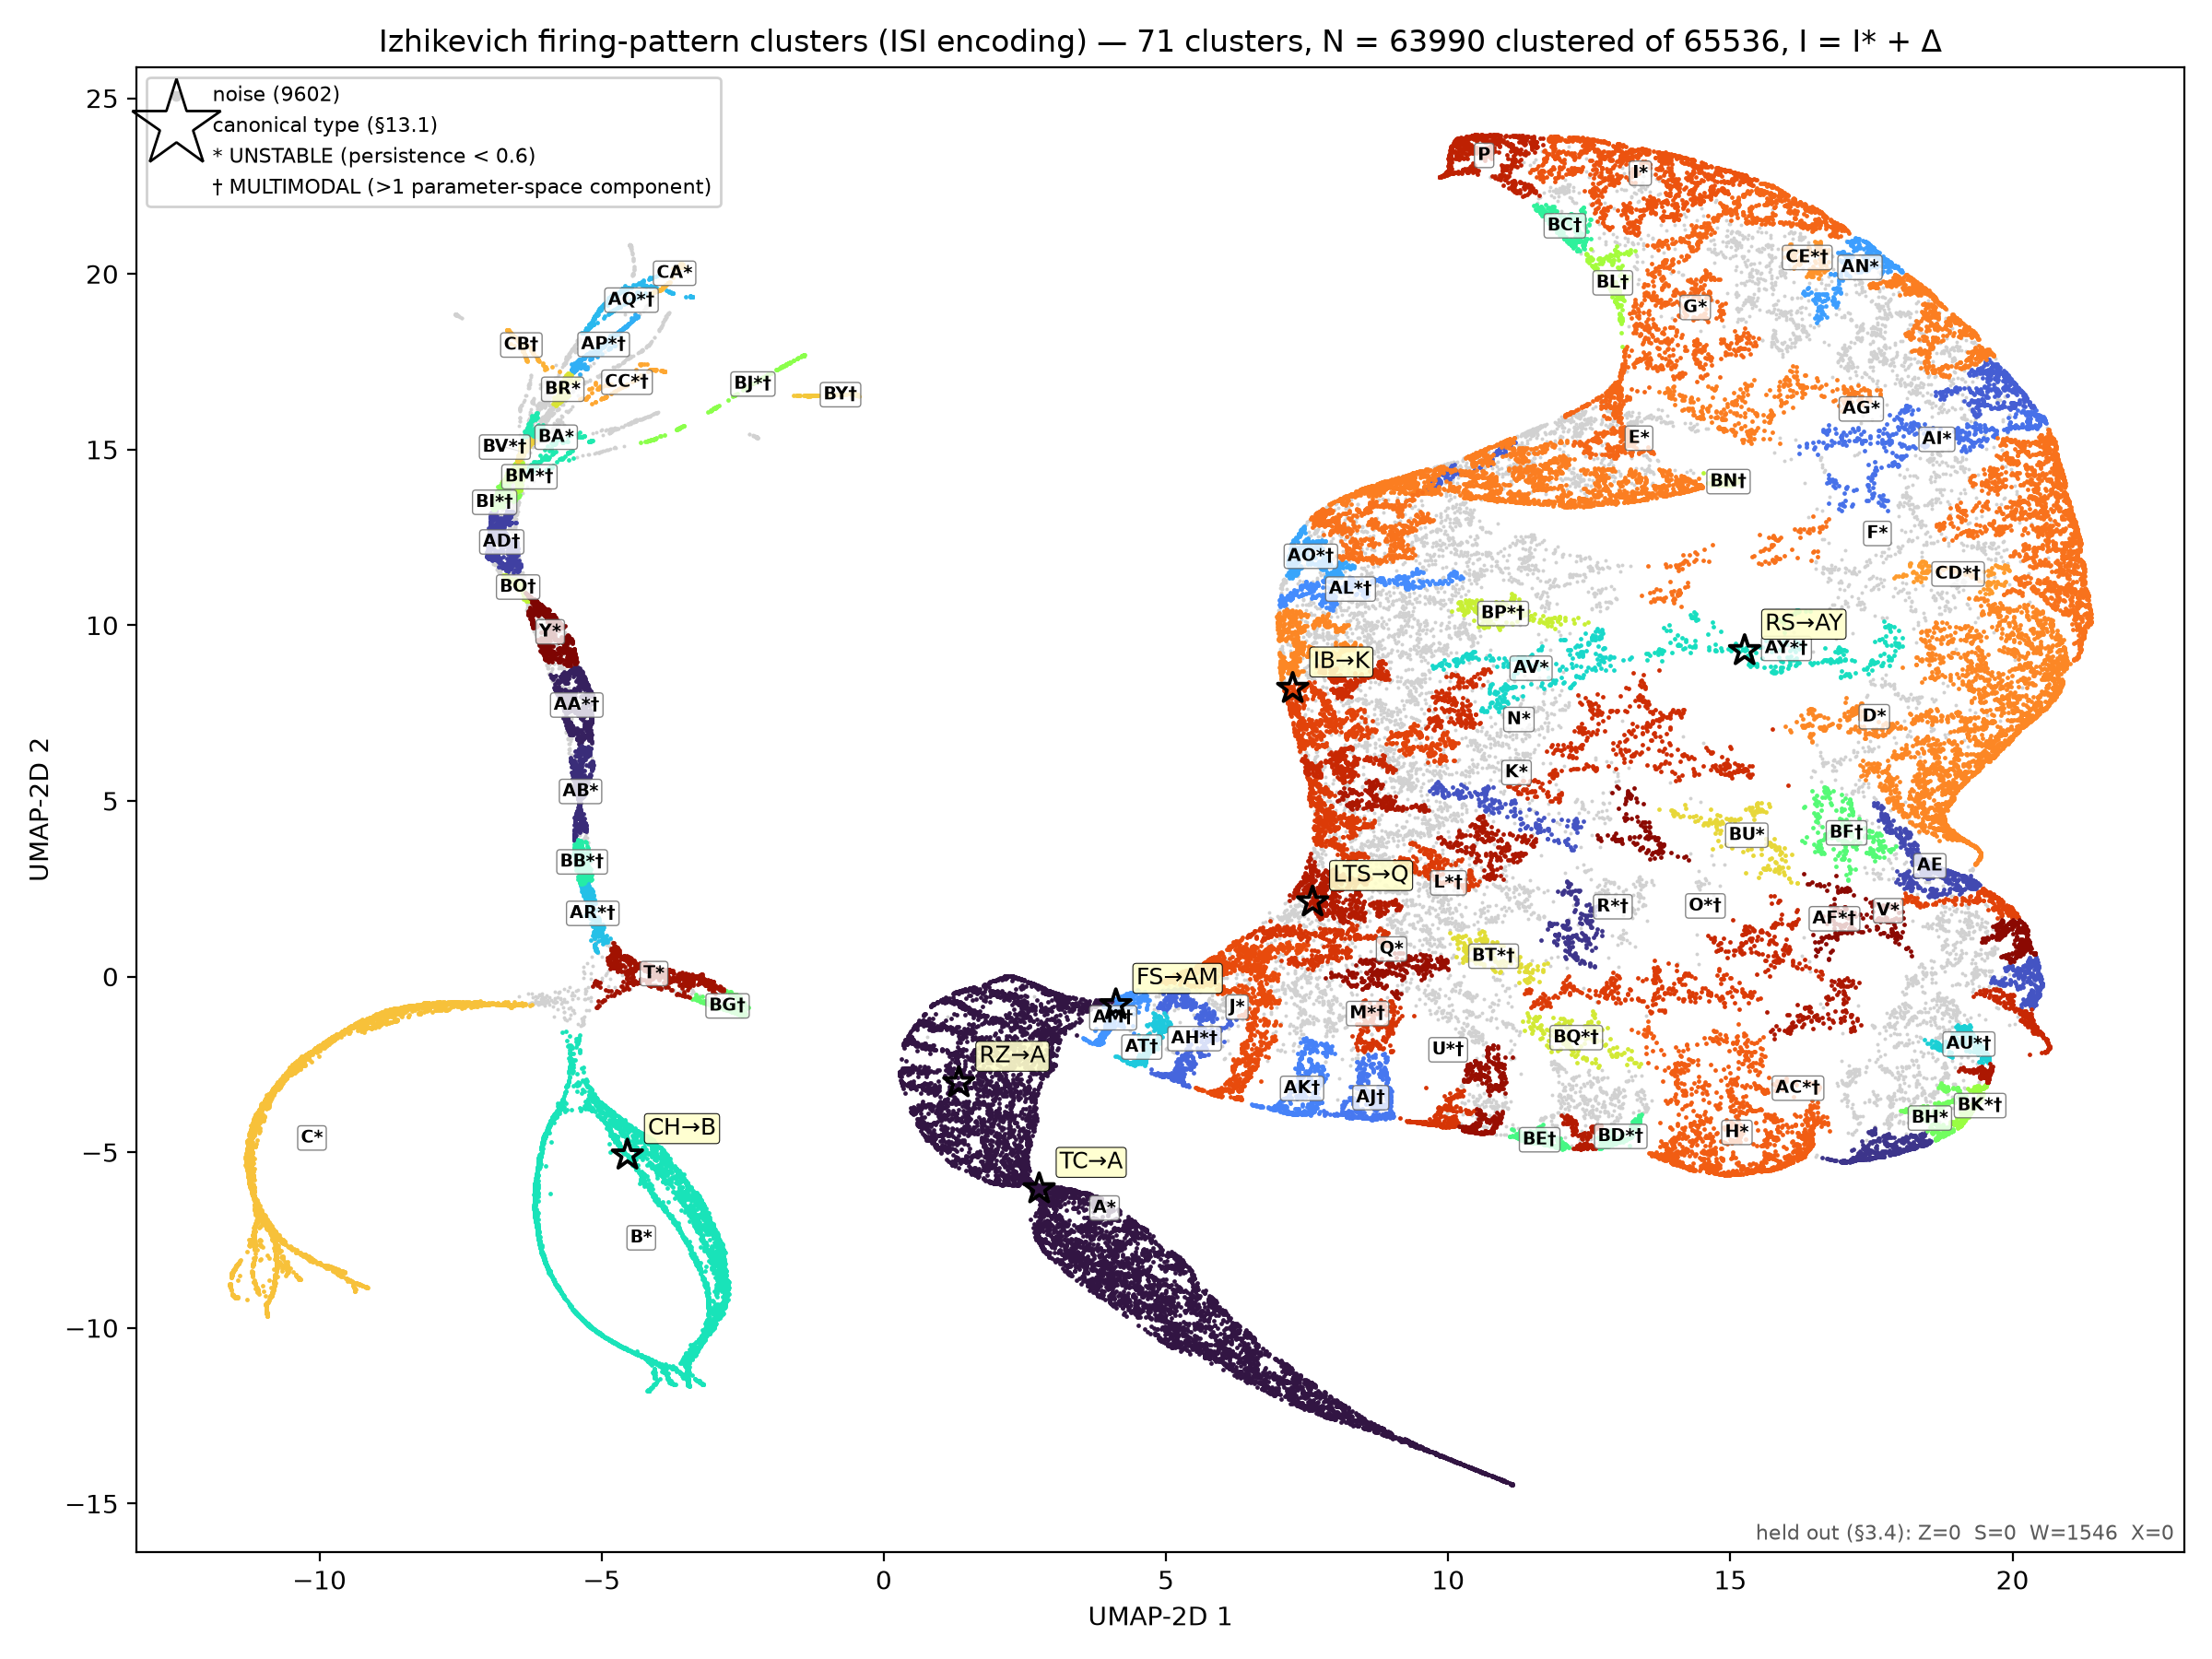 Izhikevich firing-pattern clusters (ISI encoding) — 71 clusters, N = 63990 clustered of 65536, I = I* + Δ
noise (9602)
canonical type (§13.1)
* UNSTABLE (persistence < 0.6)
† MULTIMODAL (>1 parameter-space component)
25
20
15
10
5
0
−5
−10
−15
UMAP-2D 2
P
I*
BC†
CE*†
AN*
BL†
G*
CA*
AQ*†
CB†
AP*†
CC*†
BR*
BJ*†
BY†
AG*
AI*
E*
BV*†
BA*
BM*†
BN†
BI*†
AD†
F*
AO*†
BO†
AL*†
CD*†
BP*†
Y*
RS→AY
AY*†
IB→K
AV*
AA*†
N*
D*
K*
AB*
BU*
BF†
BB*†
AE
LTS→Q
L*†
AR*†
R*†
O*†
AF*†
V*
Q*
BT*†
T*
BG†
FS→AM
J*
M*†
AT†
AH*†
BQ*†
U*†
AU*†
RZ→A
AK†
AJ†
AC*†
BH*
BK*†
CH→B
C*
BE†
BD*†
H*
TC→A
A*
B*
held out (§3.4): Z=0 S=0 W=1546 X=0
−10
−5
0
5
10
15
20
UMAP-2D 1